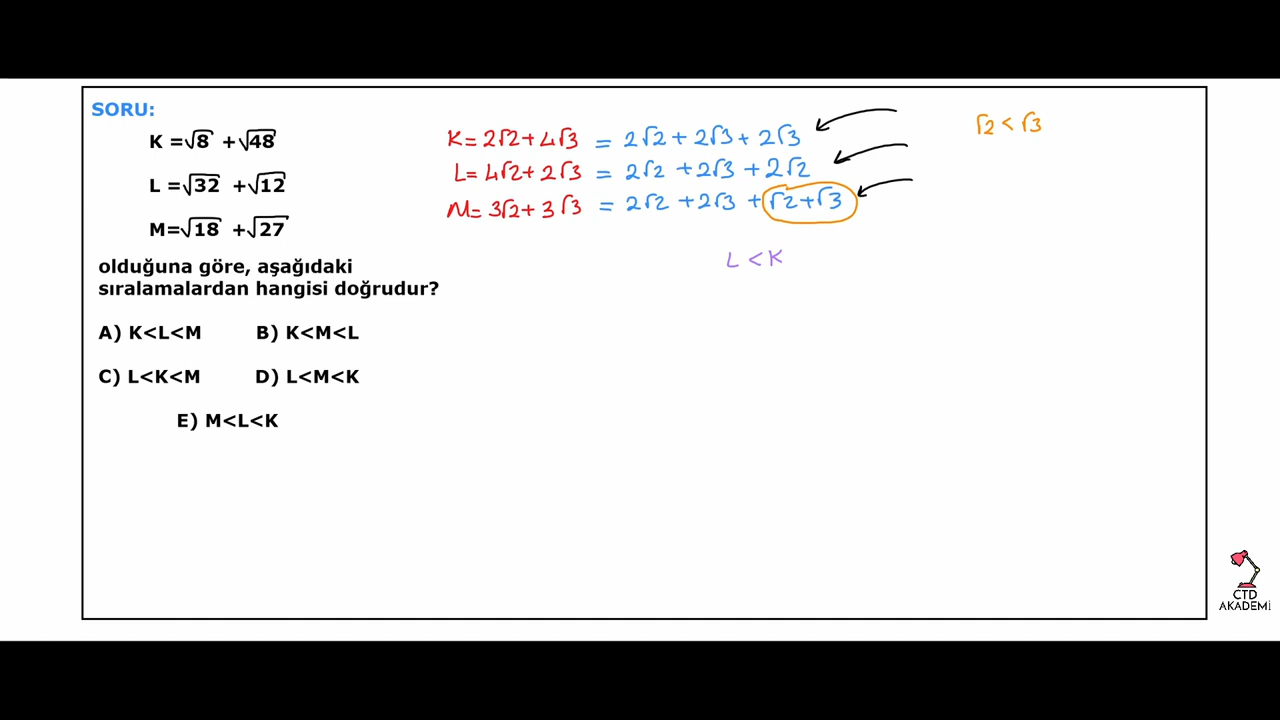 SORU:
K =√8 +√48
L =√32 +√12
M=√18 +√27
olduğuna göre, aşağıdaki
sıralamalardan hangisi doğrudur?
A) K<L<M B) K<M<L
C) L<K<M D) L<M<K
E) M<L<K
K= 2√2+4√3 = 2√2 + 2√3 + 2√3
L= 4√2+2√3 = 2√2 +2√3 +2√2
M= 3√2+3√3 = 2√2 +2√3 +√2+√3
L <K
√2 < √3
CTD
AKADEMİ